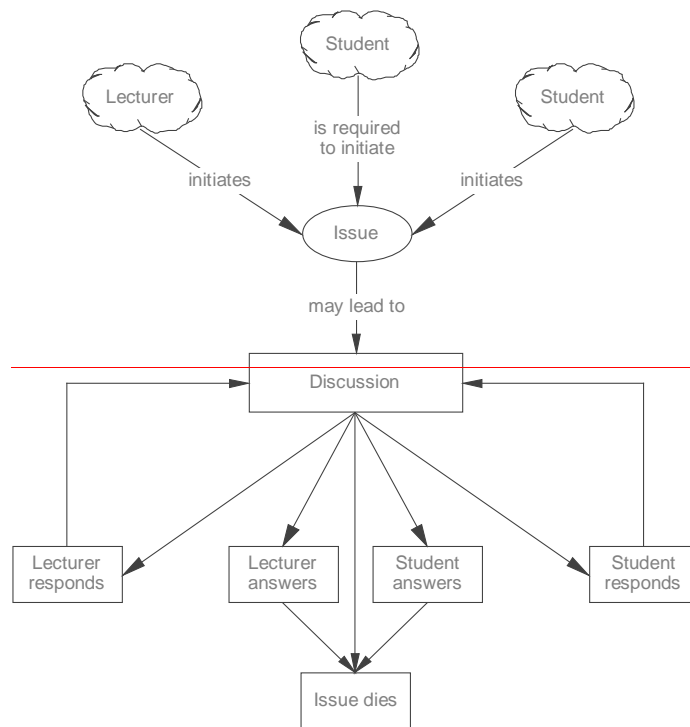 Student
Lecturer
Student
is required
to initiate
initiates
initiates
Issue
may lead to
Discussion
Lecturer
responds
Lecturer
answers
Student
answers
Student
responds
Issue dies